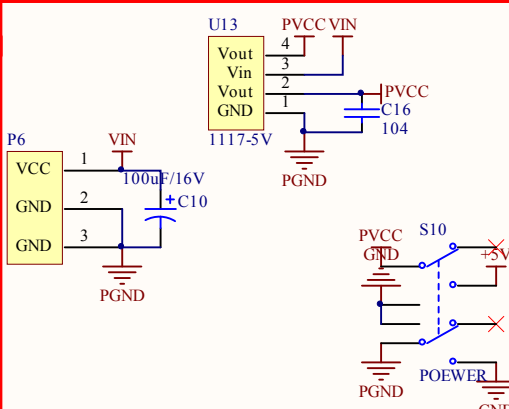 U13
PVCC VIN
Vout 4
Vin 3
Vout 2
PVCC
GND 1
C16
104
1117-5V
PGND
P6
VIN
VCC 1
100uF/16V
+
C10
GND 2
GND 3
PGND
PVCC
S10
GND
+5V
POEWER
PGND
GND